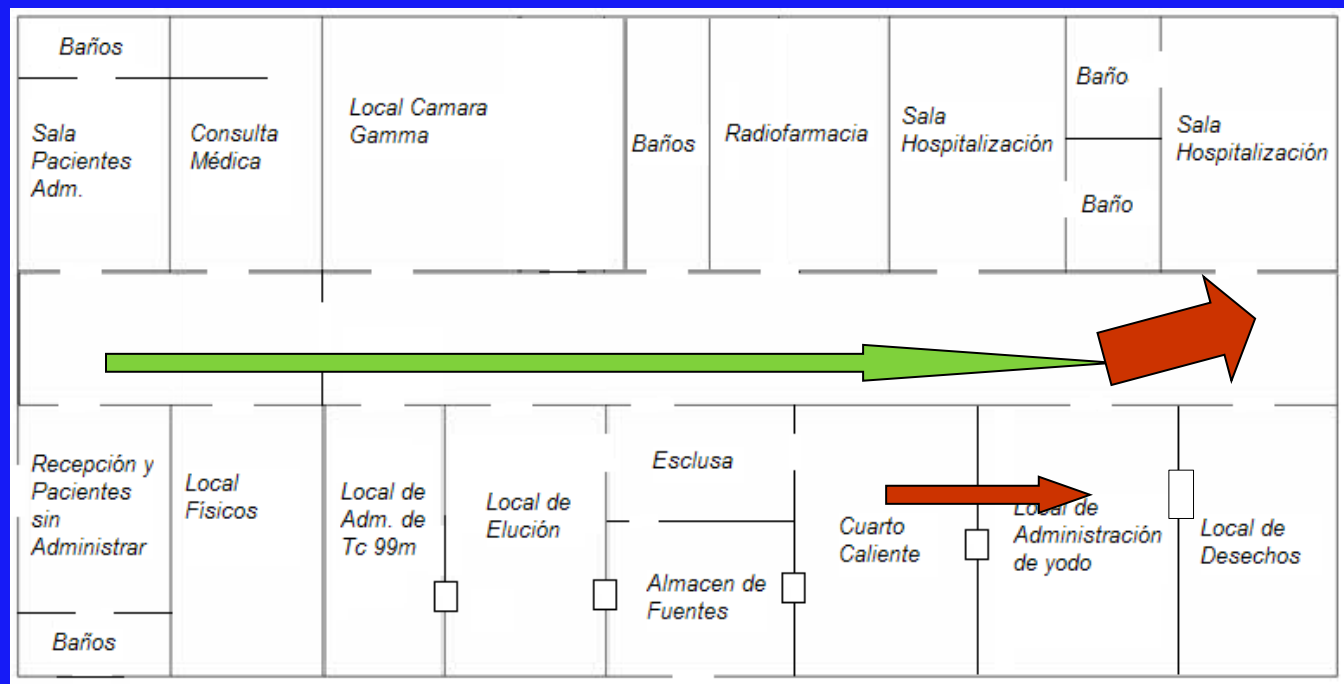 Baños
Sala
Pacientes
Adm.
Consulta
Médica
Local Camara
Gamma
Baños
Radiofarmacia
Sala
Hospitalización
Baño
Baño
Sala
Hospitalización
Recepción y
Pacientes
sin
Administrar
Baños
Local
Físicos
Local de
Adm. de
Tc 99m
Local de
Elución
Esclusa
Almacen de
Fuentes
Cuarto
Caliente
Local de
Administración
de yodo
Local de
Desechos